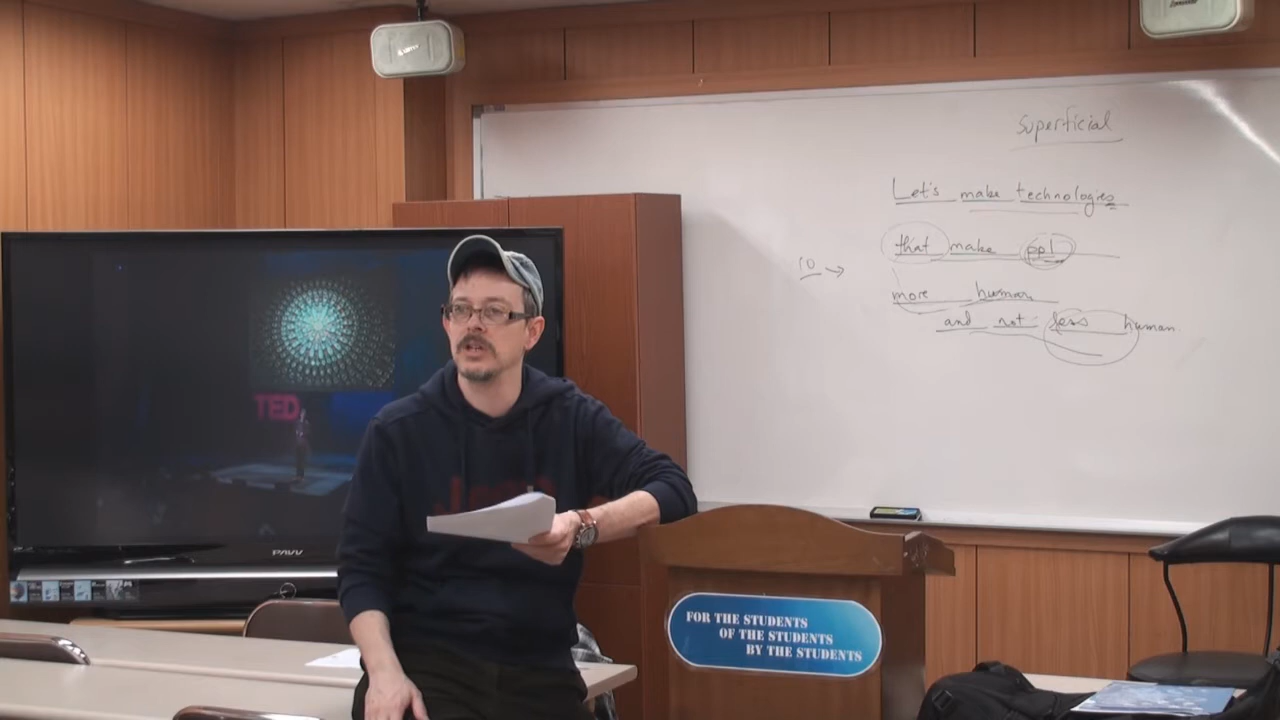 superficial
Let's make technologies
that make ppl
10 → more human
and not less human.
TED
PAVV
FOR THE STUDENTS
OF THE STUDENTS
BY THE STUDENTS